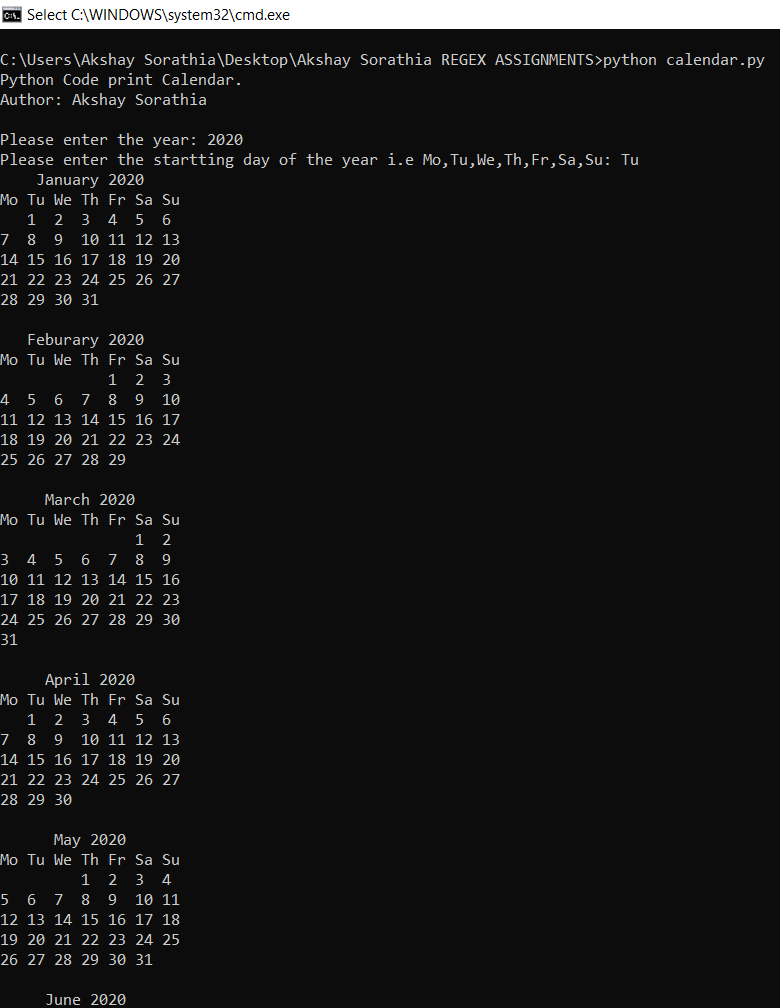 Select C:\WINDOWS\system32\cmd.exe
C:\Users\Akshay Sorathia\Desktop\Akshay Sorathia REGEX ASSIGNMENTS>python calendar.py
Python Code print Calendar.
Author: Akshay Sorathia
Please enter the year: 2020
Please enter the startting day of the year i.e Mo,Tu,We,Th,Fr,Sa,Su: Tu
    January 2020
Mo Tu We Th Fr Sa Su
   1  2  3  4  5  6
7  8  9  10 11 12 13
14 15 16 17 18 19 20
21 22 23 24 25 26 27
28 29 30 31
   Feburary 2020
Mo Tu We Th Fr Sa Su
            1  2  3
4  5  6  7  8  9  10
11 12 13 14 15 16 17
18 19 20 21 22 23 24
25 26 27 28 29
     March 2020
Mo Tu We Th Fr Sa Su
               1  2
3  4  5  6  7  8  9
10 11 12 13 14 15 16
17 18 19 20 21 22 23
24 25 26 27 28 29 30
31
     April 2020
Mo Tu We Th Fr Sa Su
   1  2  3  4  5  6
7  8  9  10 11 12 13
14 15 16 17 18 19 20
21 22 23 24 25 26 27
28 29 30
      May 2020
Mo Tu We Th Fr Sa Su
         1  2  3  4
5  6  7  8  9  10 11
12 13 14 15 16 17 18
19 20 21 22 23 24 25
26 27 28 29 30 31
     June 2020